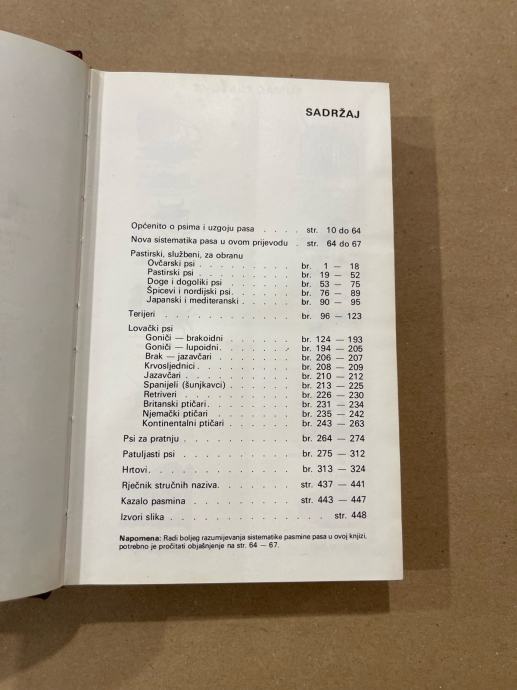 SADRŽAJ
Općenito o psima i uzgoju pasa . . . . str. 10 do 64
Nova sistematika pasa u ovom prijevodu . str. 64 do 67
Pastirski, službeni, za obranu
Ovčarski psi . . . . . . . . . . br. 1 — 18
Pastirski psi . . . . . . . . . . br. 19 — 52
Doge i dogoliki psi . . . . . . . br. 53 — 75
Špicevi i nordijski psi . . . . . . br. 76 — 89
Japanski i mediteranski . . . . . br. 90 — 95
Terijeri . . . . . . . . . . . . br. 96 — 123
Lovački psi
Goniči — brakoidni . . . . . . . br. 124 — 193
Goniči — lupoidni . . . . . . . . br. 194 — 205
Brak — jazavčari . . . . . . . . br. 206 — 207
Krvosljednici . . . . . . . . . . br. 208 — 209
Jazavčari . . . . . . . . . . . br. 210 — 212
Španijeli (šunjkavci) . . . . . . . br. 213 — 225
Retriveri . . . . . . . . . . . br. 226 — 230
Britanski ptičari . . . . . . . . . br. 231 — 234
Njemački ptičari . . . . . . . . br. 235 — 242
Kontinentalni ptičari . . . . . . . br. 243 — 263
Psi za pratnju . . . . . . . . . . br. 264 — 274
Patuljasti psi . . . . . . . . . . br. 275 — 312
Hrtovi . . . . . . . . . . . . . br. 313 — 324
Rječnik stručnih naziva . . . . . . . str. 437 — 441
Kazalo pasmina . . . . . . . . . str. 443 — 447
Izvori slika . . . . . . . . . . . . . . str. 448
Napomena: Radi boljeg razumijevanja sistematike pasmine pasa u ovoj knjizi,
potrebno je pročitati objašnjenje na str. 64 — 67.